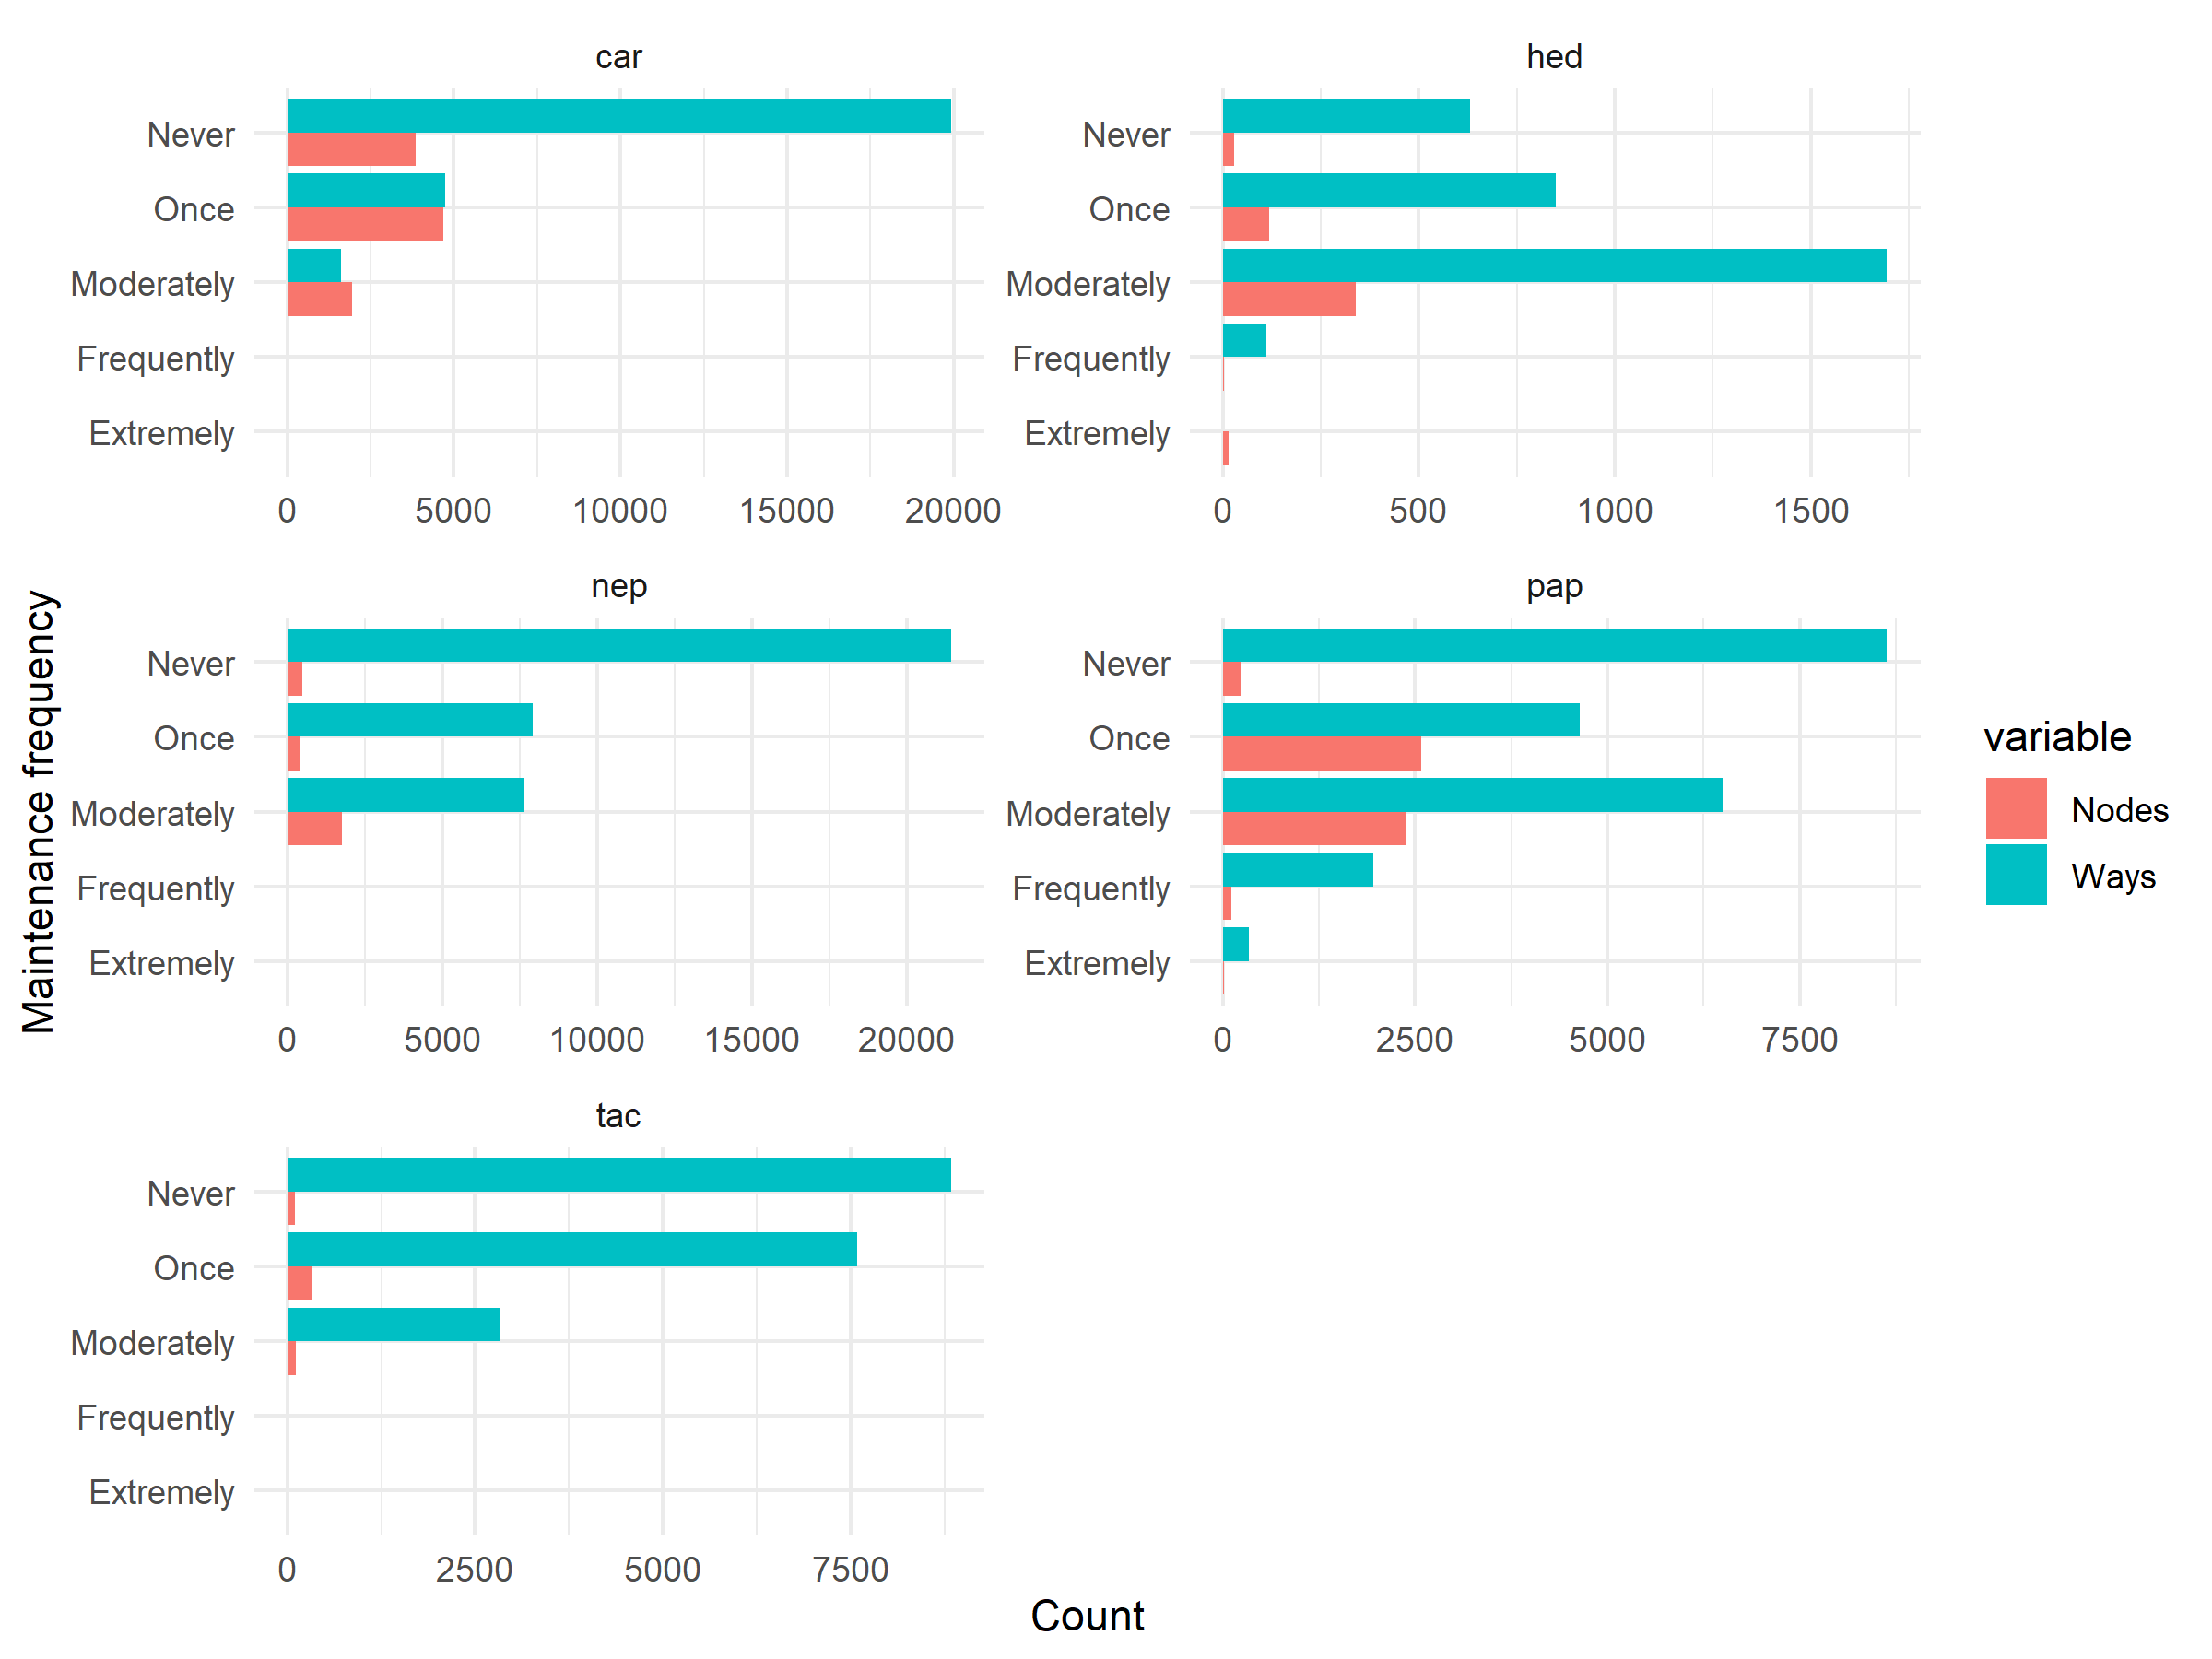 car
Never
Once
Moderately
Frequently
Extremely
0 5000 10000 15000 20000
hed
Never
Once
Moderately
Frequently
Extremely
0 500 1000 1500
nep
Never
Once
Moderately
Frequently
Extremely
0 5000 10000 15000 20000
pap
Never
Once
Moderately
Frequently
Extremely
0 2500 5000 7500
tac
Never
Once
Moderately
Frequently
Extremely
0 2500 5000 7500
Maintenance frequency
Count
variable
Nodes
Ways